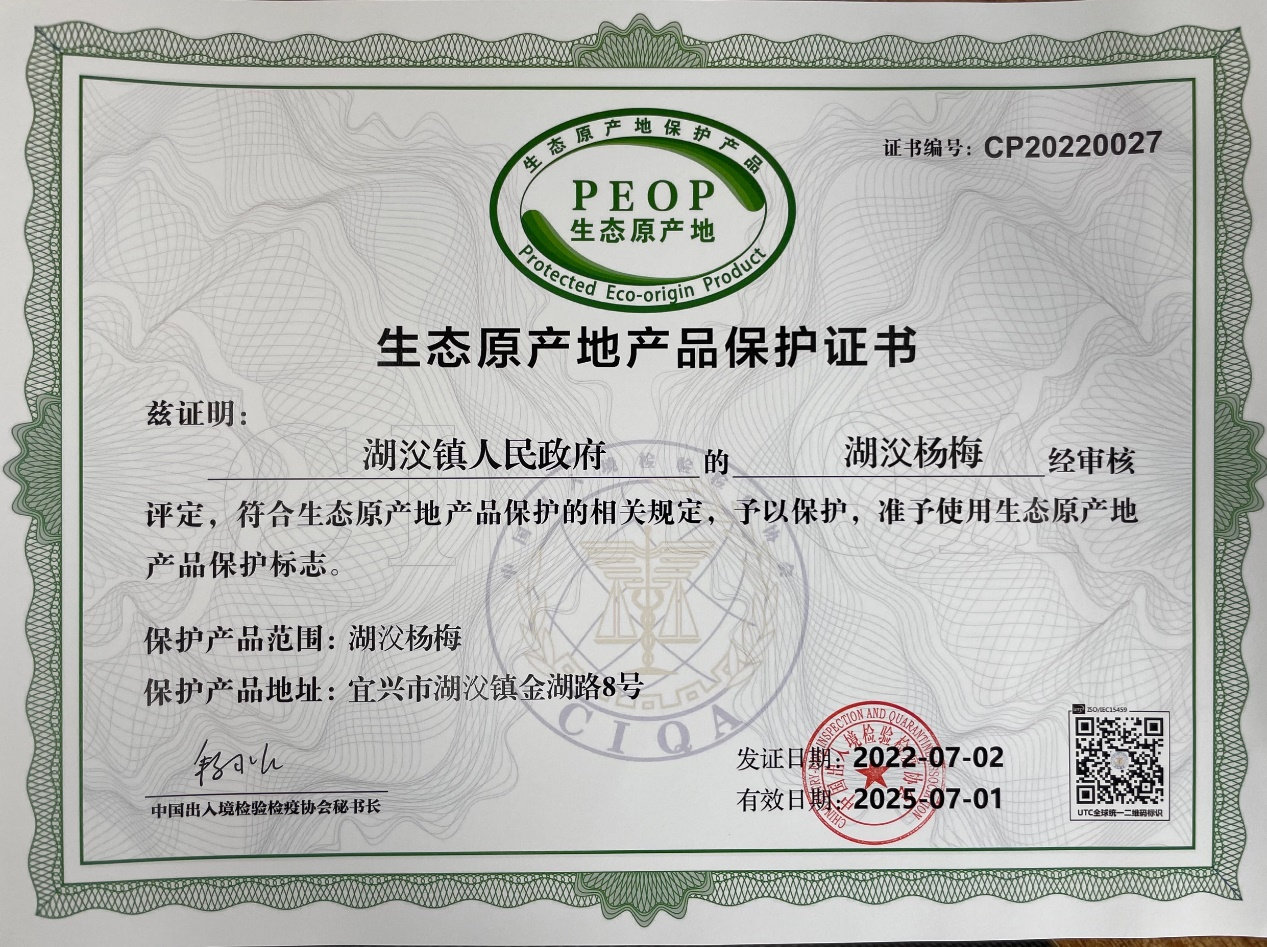 生态原产地保护产品
PEOP
生态原产地
Protected Eco-origin Product
证书编号：CP20220027
生态原产地产品保护证书
兹证明：
湖㳇镇人民政府的湖㳇杨梅经审核
评定，符合生态原产地产品保护的相关规定，予以保护，准予使用生态原产地
产品保护标志。
保护产品范围：湖㳇杨梅
保护产品地址：宜兴市湖㳇镇金湖路8号
CIQA
中国出入境检验检疫协会秘书长
发证日期：2022-07-02
有效日期：2025-07-01
ISO/IEC15459
UTC全球统一二维码标识